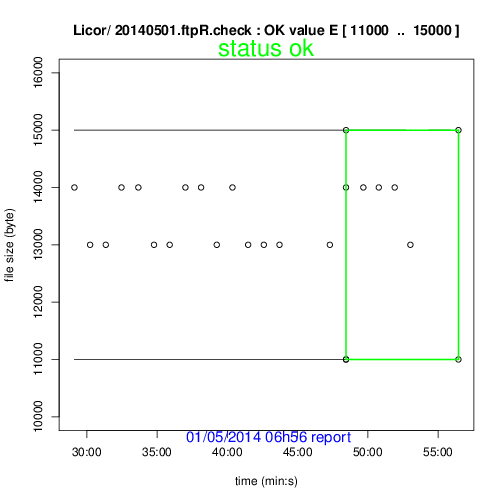 Licor/ 20140501.ftpR.check : OK value E [ 11000 .. 15000 ]
status ok
16000
15000
14000
13000
12000
11000
10000
file size (byte)
01/05/2014 06h56 report
30:00 35:00 40:00 45:00 50:00 55:00
time (min:s)